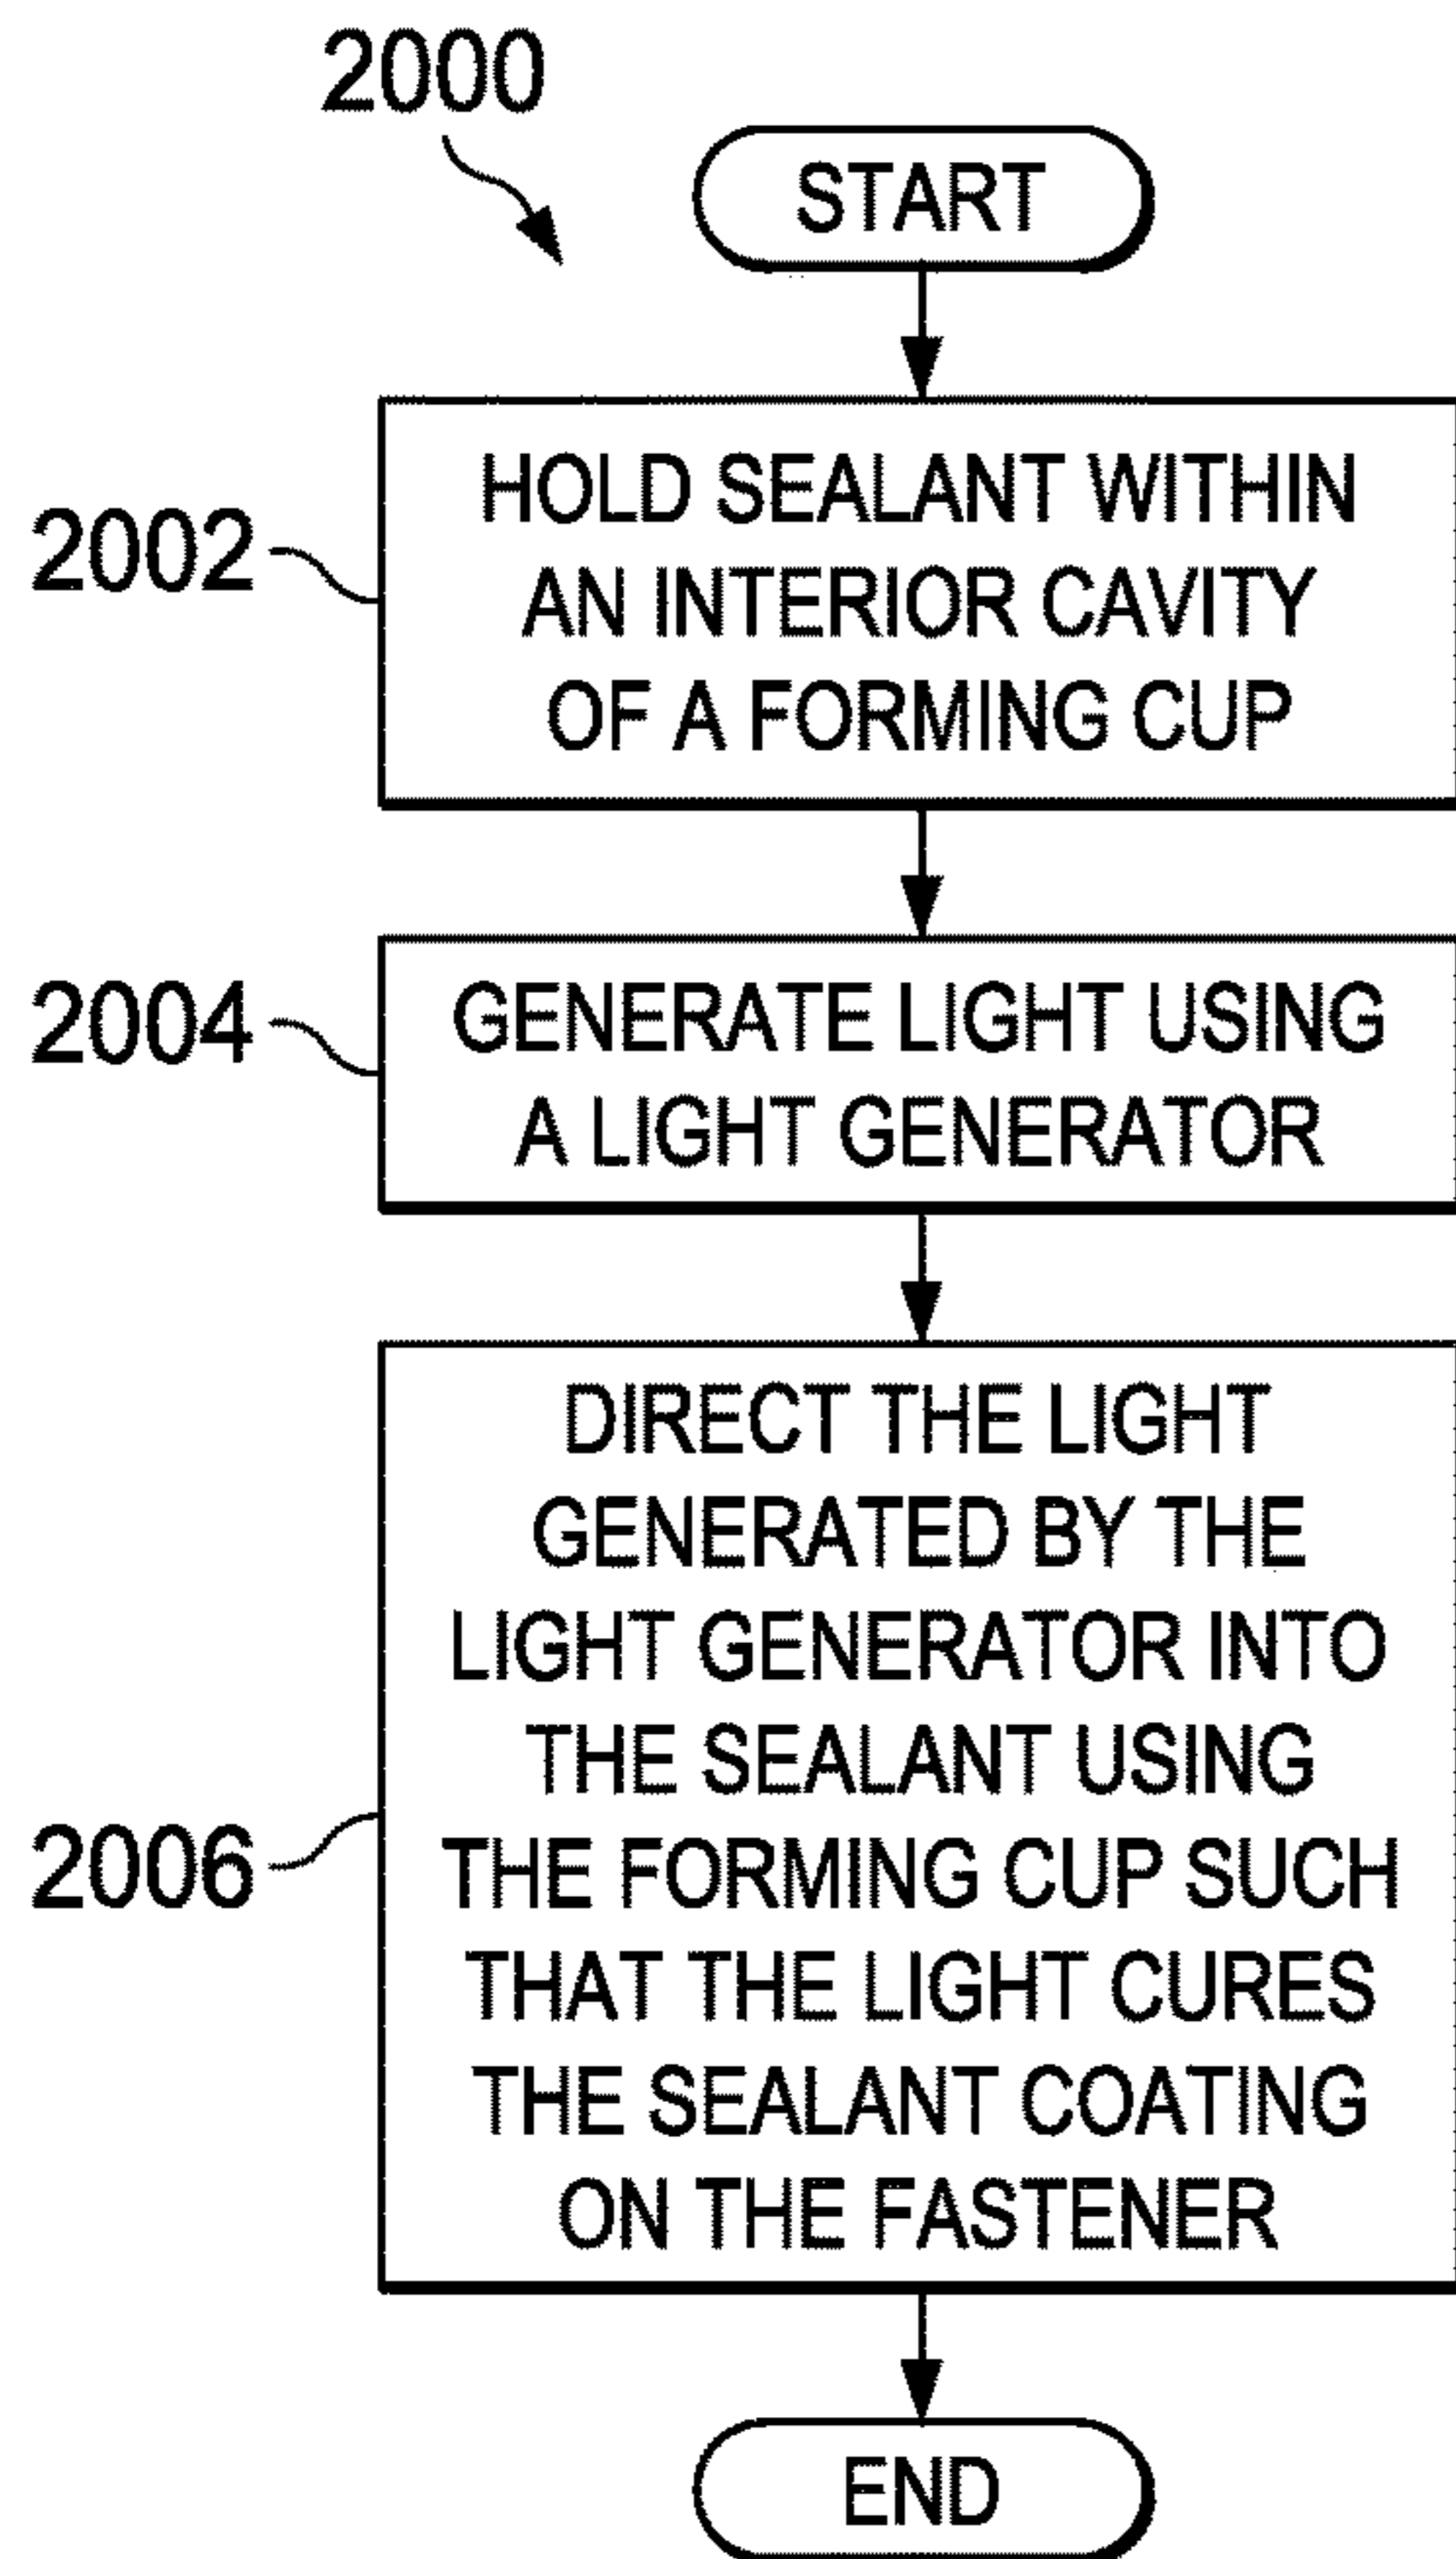 2000
START
2002
HOLD SEALANT WITHIN
AN INTERIOR CAVITY
OF A FORMING CUP
2004
GENERATE LIGHT USING
A LIGHT GENERATOR
2006
DIRECT THE LIGHT
GENERATED BY THE
LIGHT GENERATOR INTO
THE SEALANT USING
THE FORMING CUP SUCH
THAT THE LIGHT CURES
THE SEALANT COATING
ON THE FASTENER
END